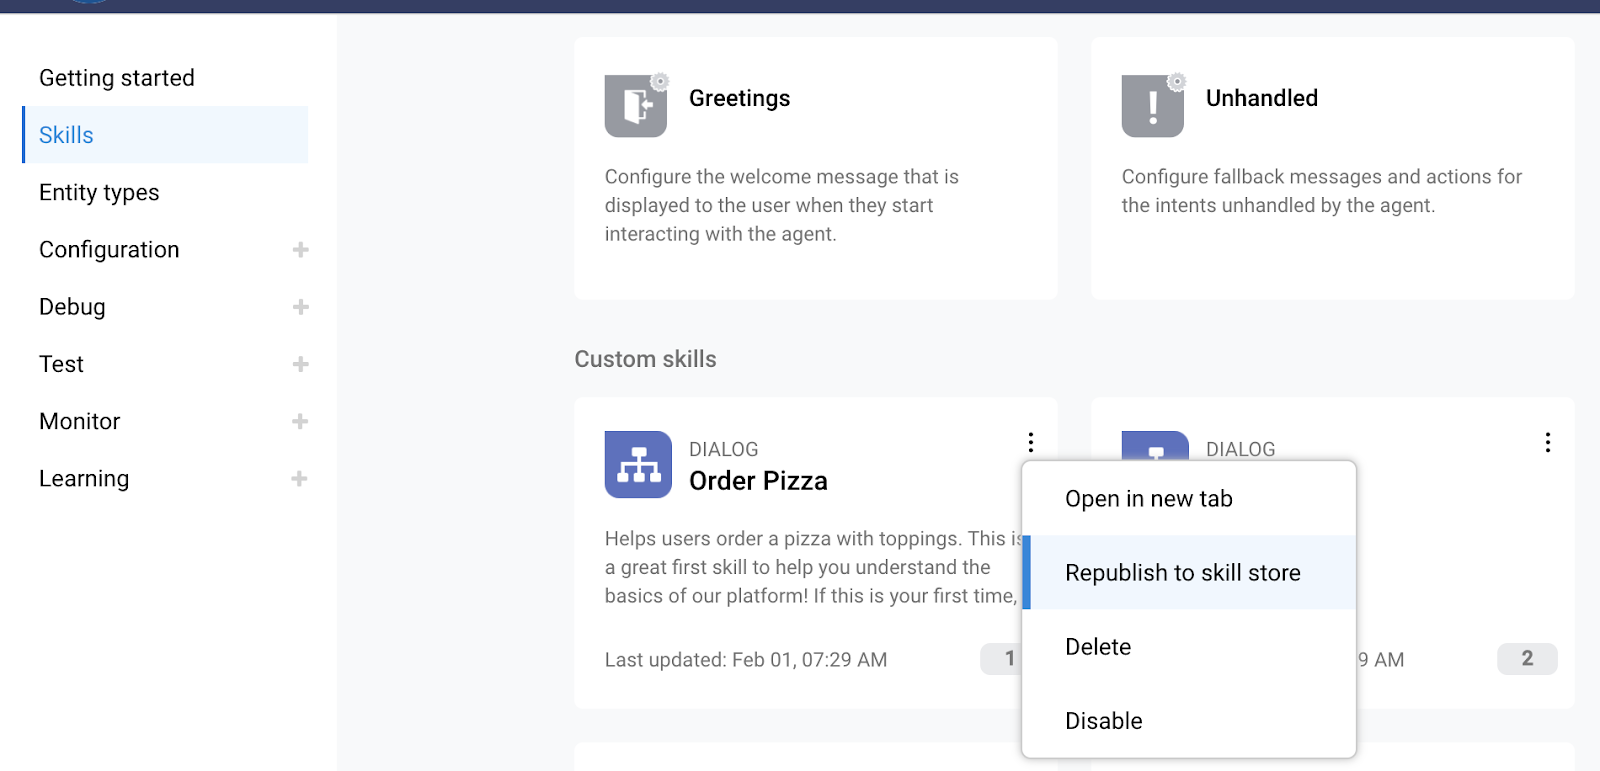 Getting started
Skills
Entity types
Configuration
Debug
Test
Monitor
Learning
Greetings
Configure the welcome message that is
displayed to the user when they start
interacting with the agent.
Unhandled
Configure fallback messages and actions for
the intents unhandled by the agent.
Custom skills
DIALOG
Order Pizza
Helps users order a pizza with toppings. This is
a great first skill to help you understand the
basics of our platform! If this is your first time,
Last updated: Feb 01, 07:29 AM
1
DIALOG
9 AM
2
Open in new tab
Republish to skill store
Delete
Disable